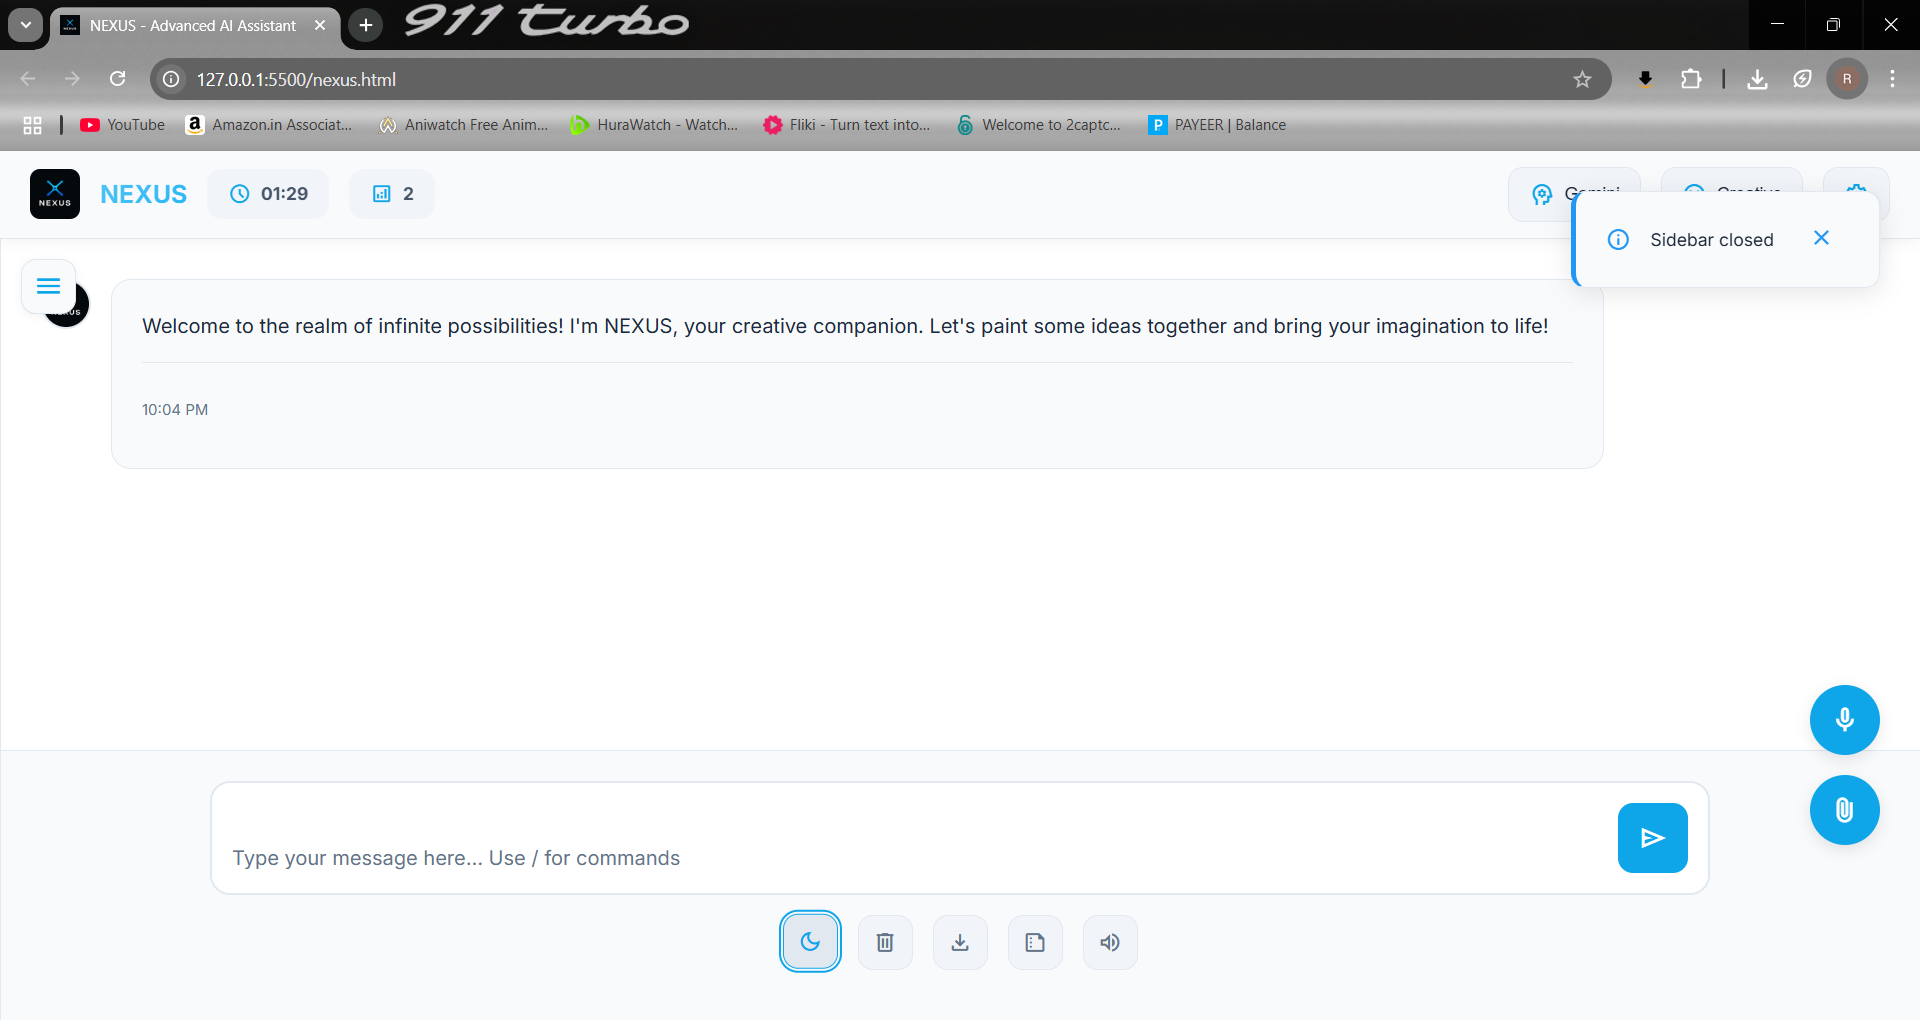 NEXUS - Advanced AI Assistant
911 turbo
127.0.0.1:5500/nexus.html
R
YouTube
Amazon.in Associat...
Aniwatch Free Anim...
HuraWatch - Watch...
Fliki - Turn text into...
Welcome to 2captc...
PAYEER | Balance
NEXUS
NEXUS
01:29
2
Sidebar closed
Welcome to the realm of infinite possibilities! I'm NEXUS, your creative companion. Let's paint some ideas together and bring your imagination to life!
10:04 PM
Type your message here... Use / for commands